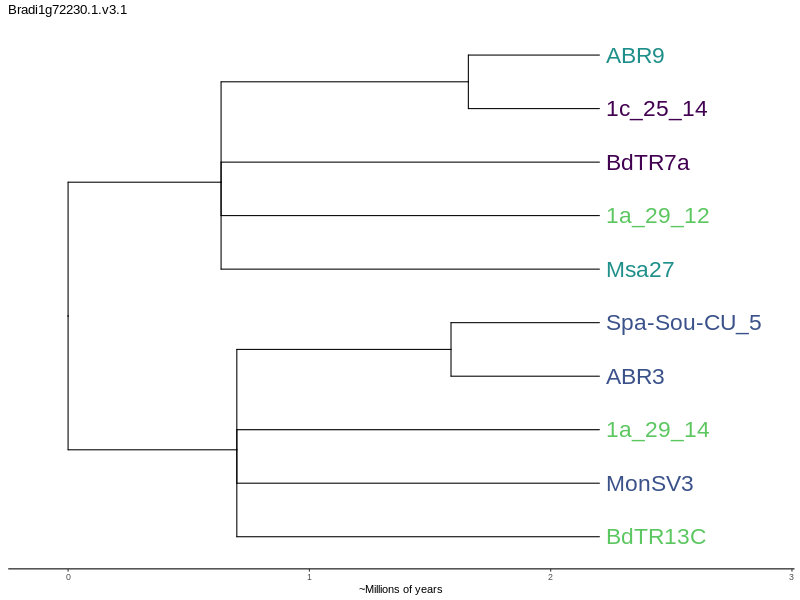 Bradi1g72230.1.v3.1
ABR9
1c_25_14
BdTR7a
1a_29_12
Msa27
Spa-Sou-CU_5
ABR3
1a_29_14
MonSV3
BdTR13C
0 1 2 3
~Millions of years